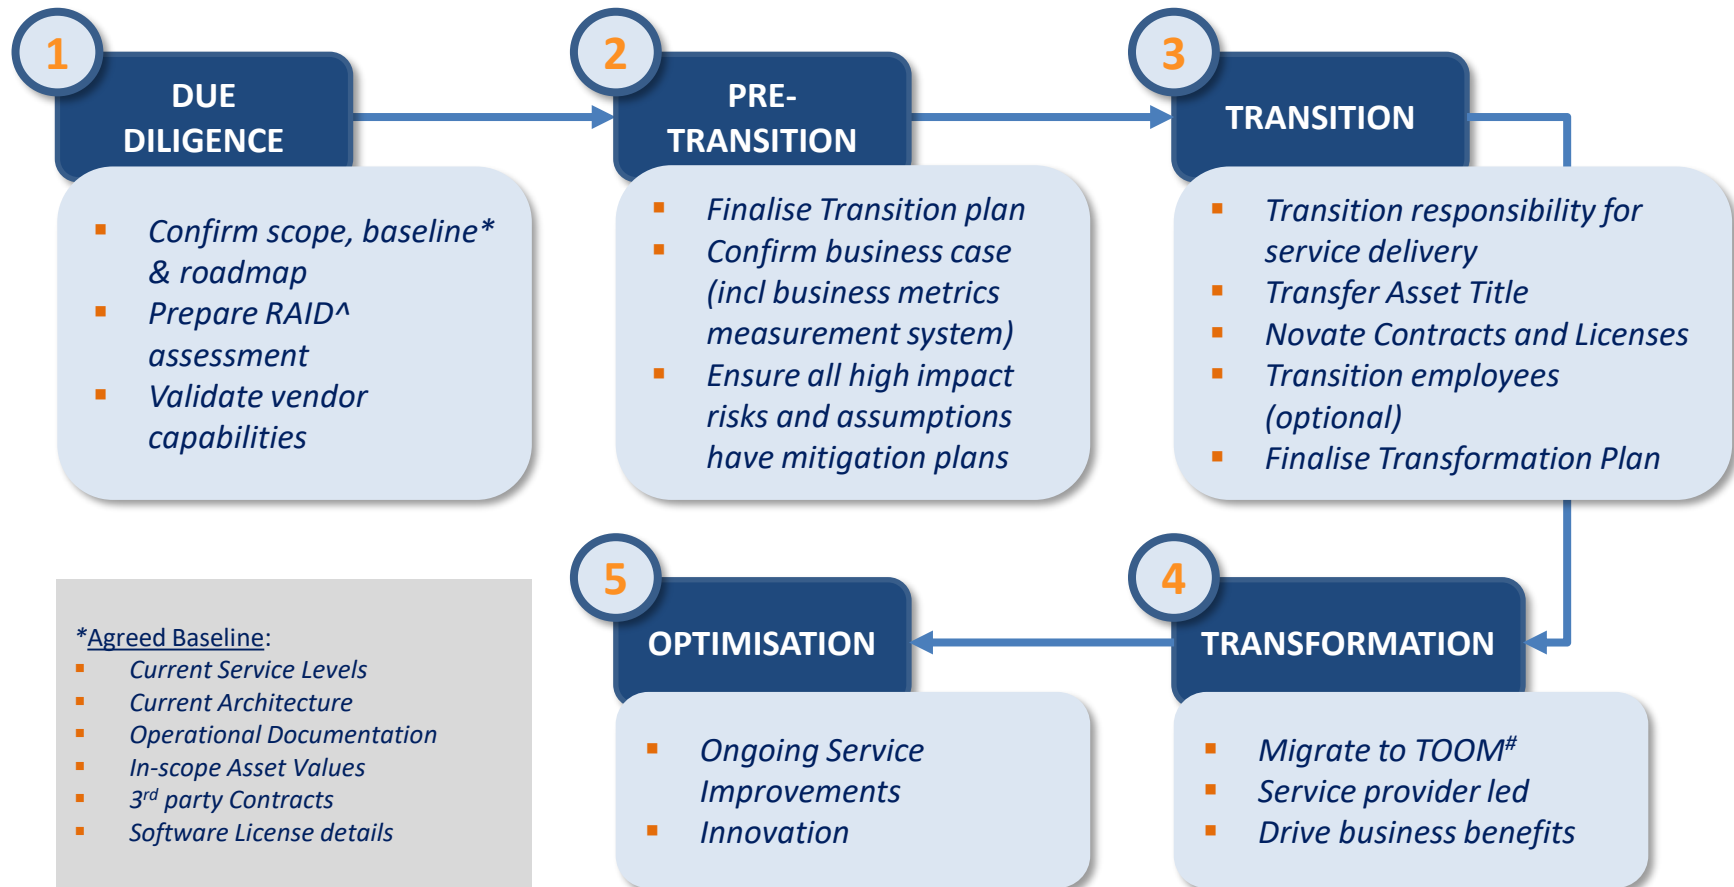 1
DUE
DILIGENCE
Confirm scope, baseline*
& roadmap
Prepare RAID^
assessment
Validate vendor
capabilities
2
PRE-
TRANSITION
Finalise Transition plan
Confirm business case
(incl business metrics
measurement system)
Ensure all high impact
risks and assumptions
have mitigation plans
3
TRANSITION
Transition responsibility for
service delivery
Transfer Asset Title
Novate Contracts and Licenses
Transition employees
(optional)
Finalise Transformation Plan
4
TRANSFORMATION
Migrate to TOOM#
Service provider led
Drive business benefits
5
OPTIMISATION
Ongoing Service
Improvements
Innovation
*Agreed Baseline:
Current Service Levels
Current Architecture
Operational Documentation
In-scope Asset Values
3rd party Contracts
Software License details